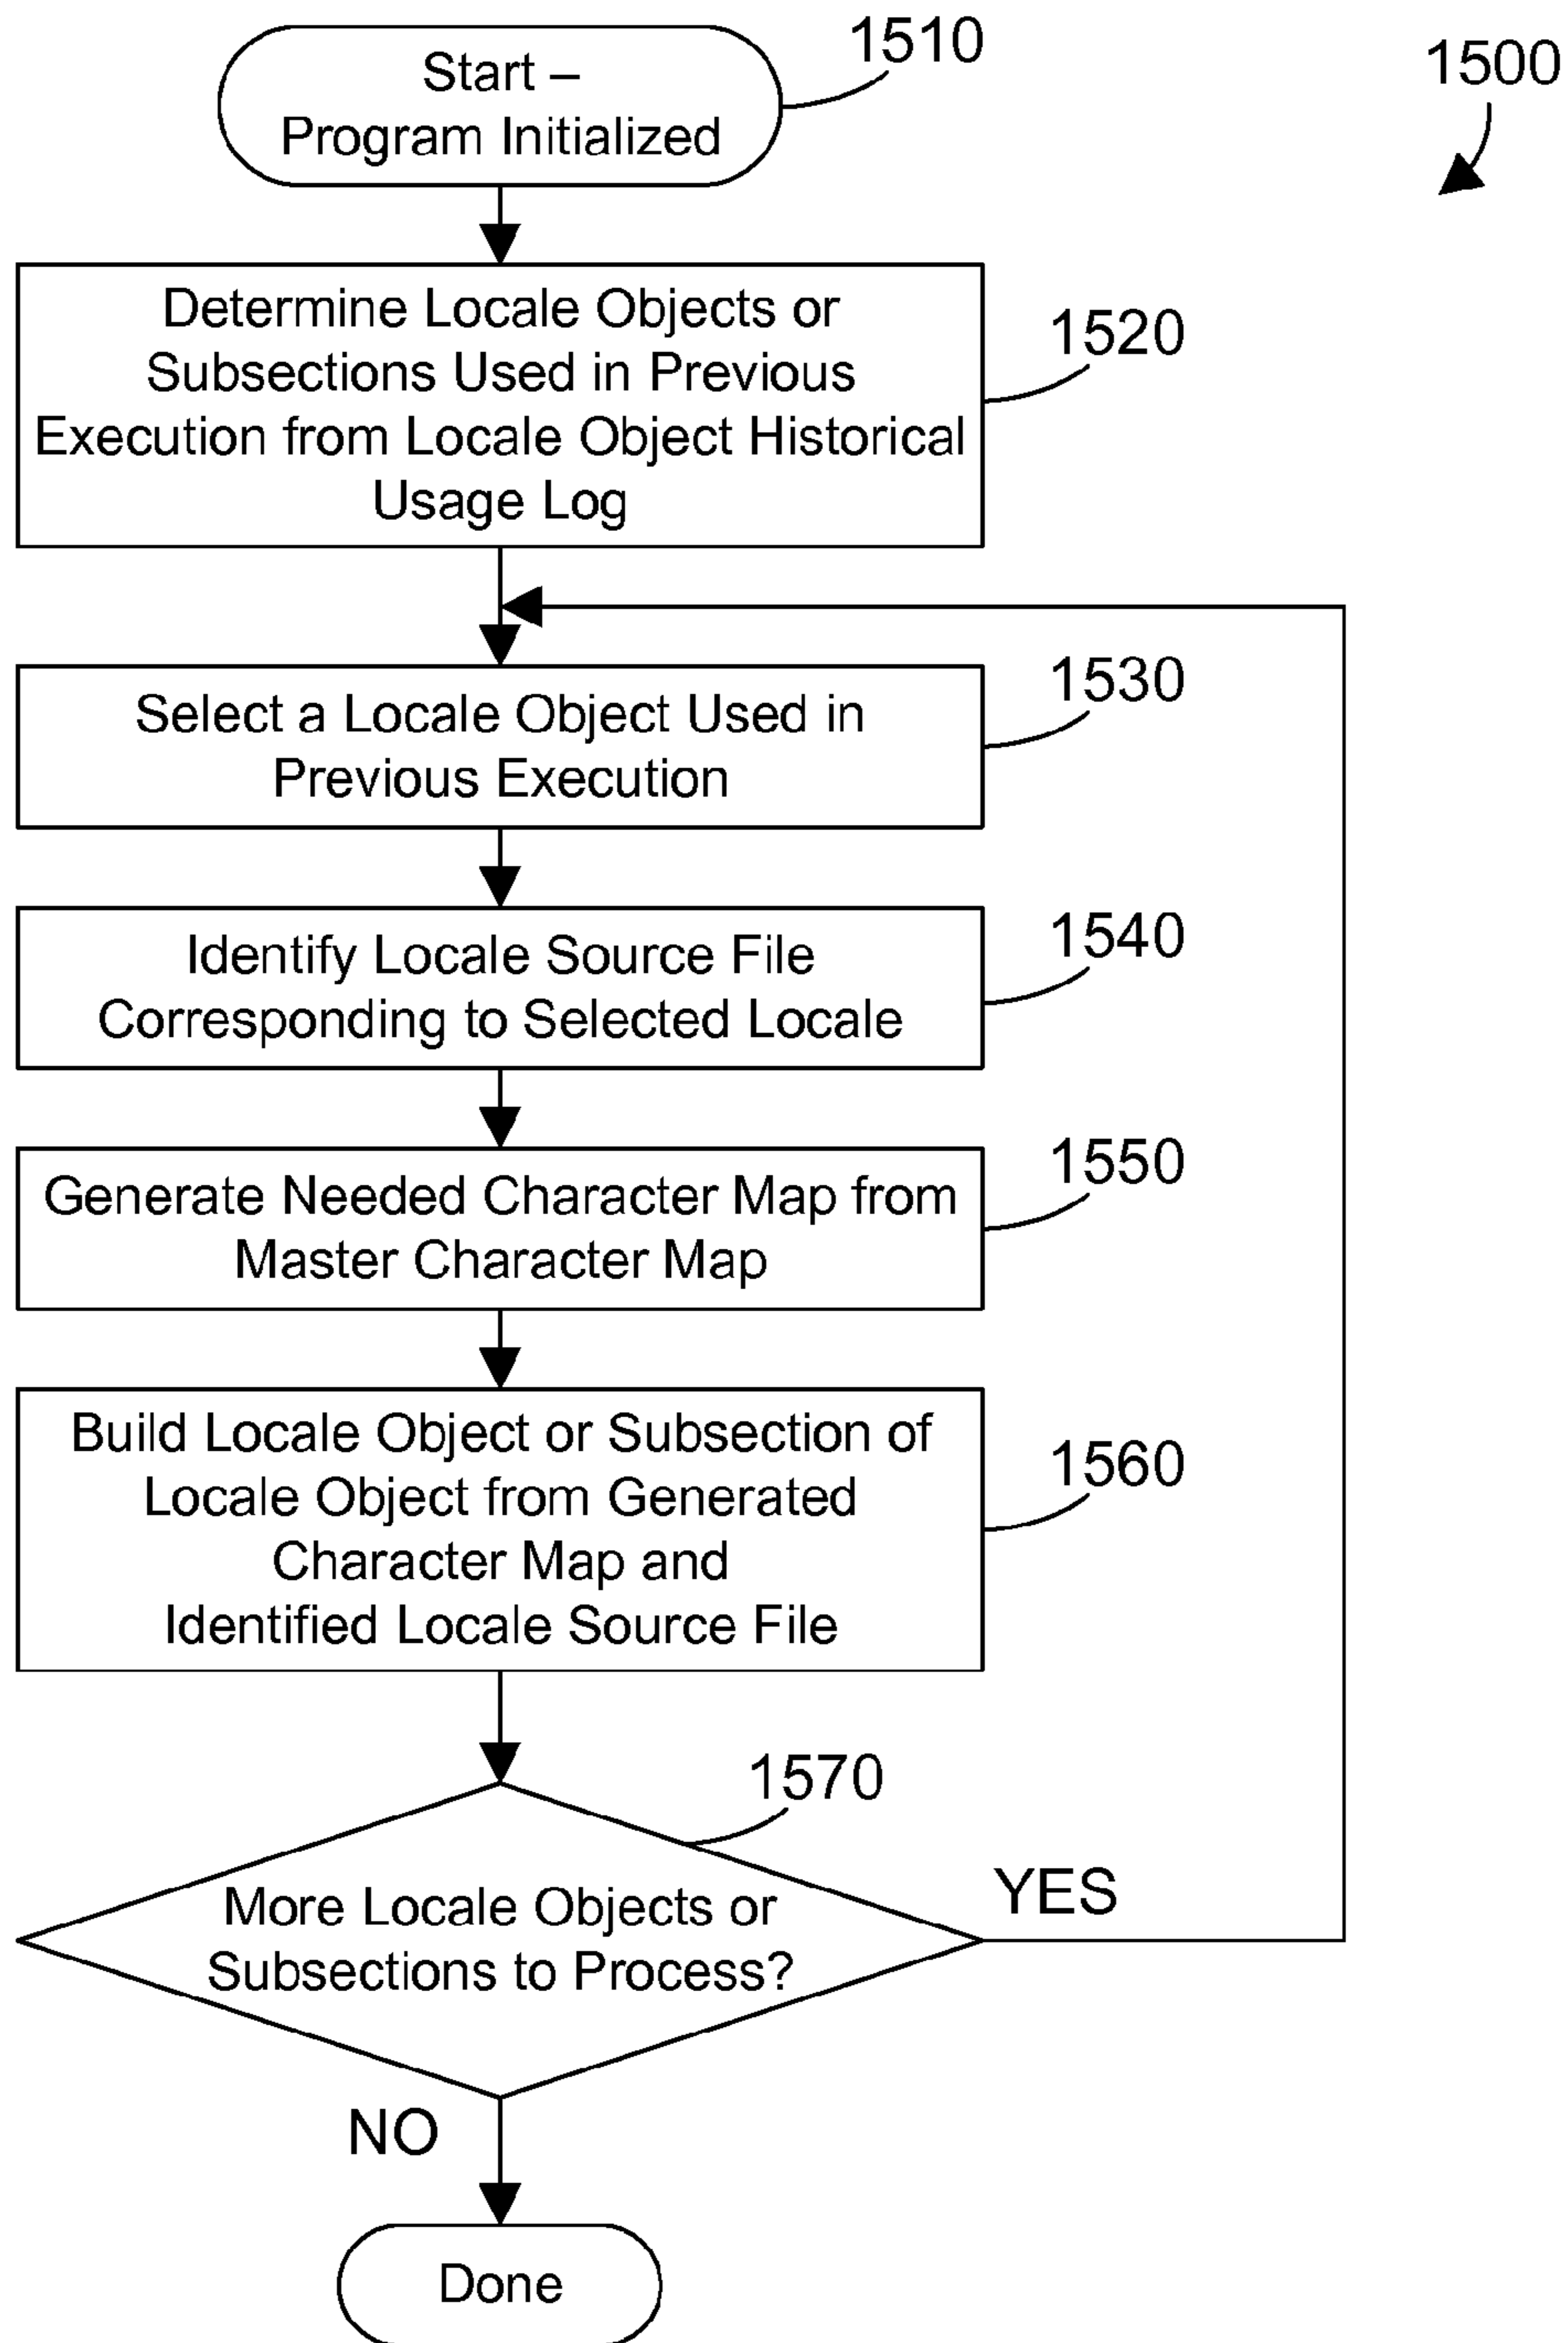 1510
1500
Start –
Program Initialized
Determine Locale Objects or
Subsections Used in Previous
Execution from Locale Object Historical
Usage Log
1520
Select a Locale Object Used in
Previous Execution
1530
Identify Locale Source File
Corresponding to Selected Locale
1540
Generate Needed Character Map from
Master Character Map
1550
Build Locale Object or Subsection of
Locale Object from Generated
Character Map and
Identified Locale Source File
1560
1570
More Locale Objects or
Subsections to Process?
YES
NO
Done